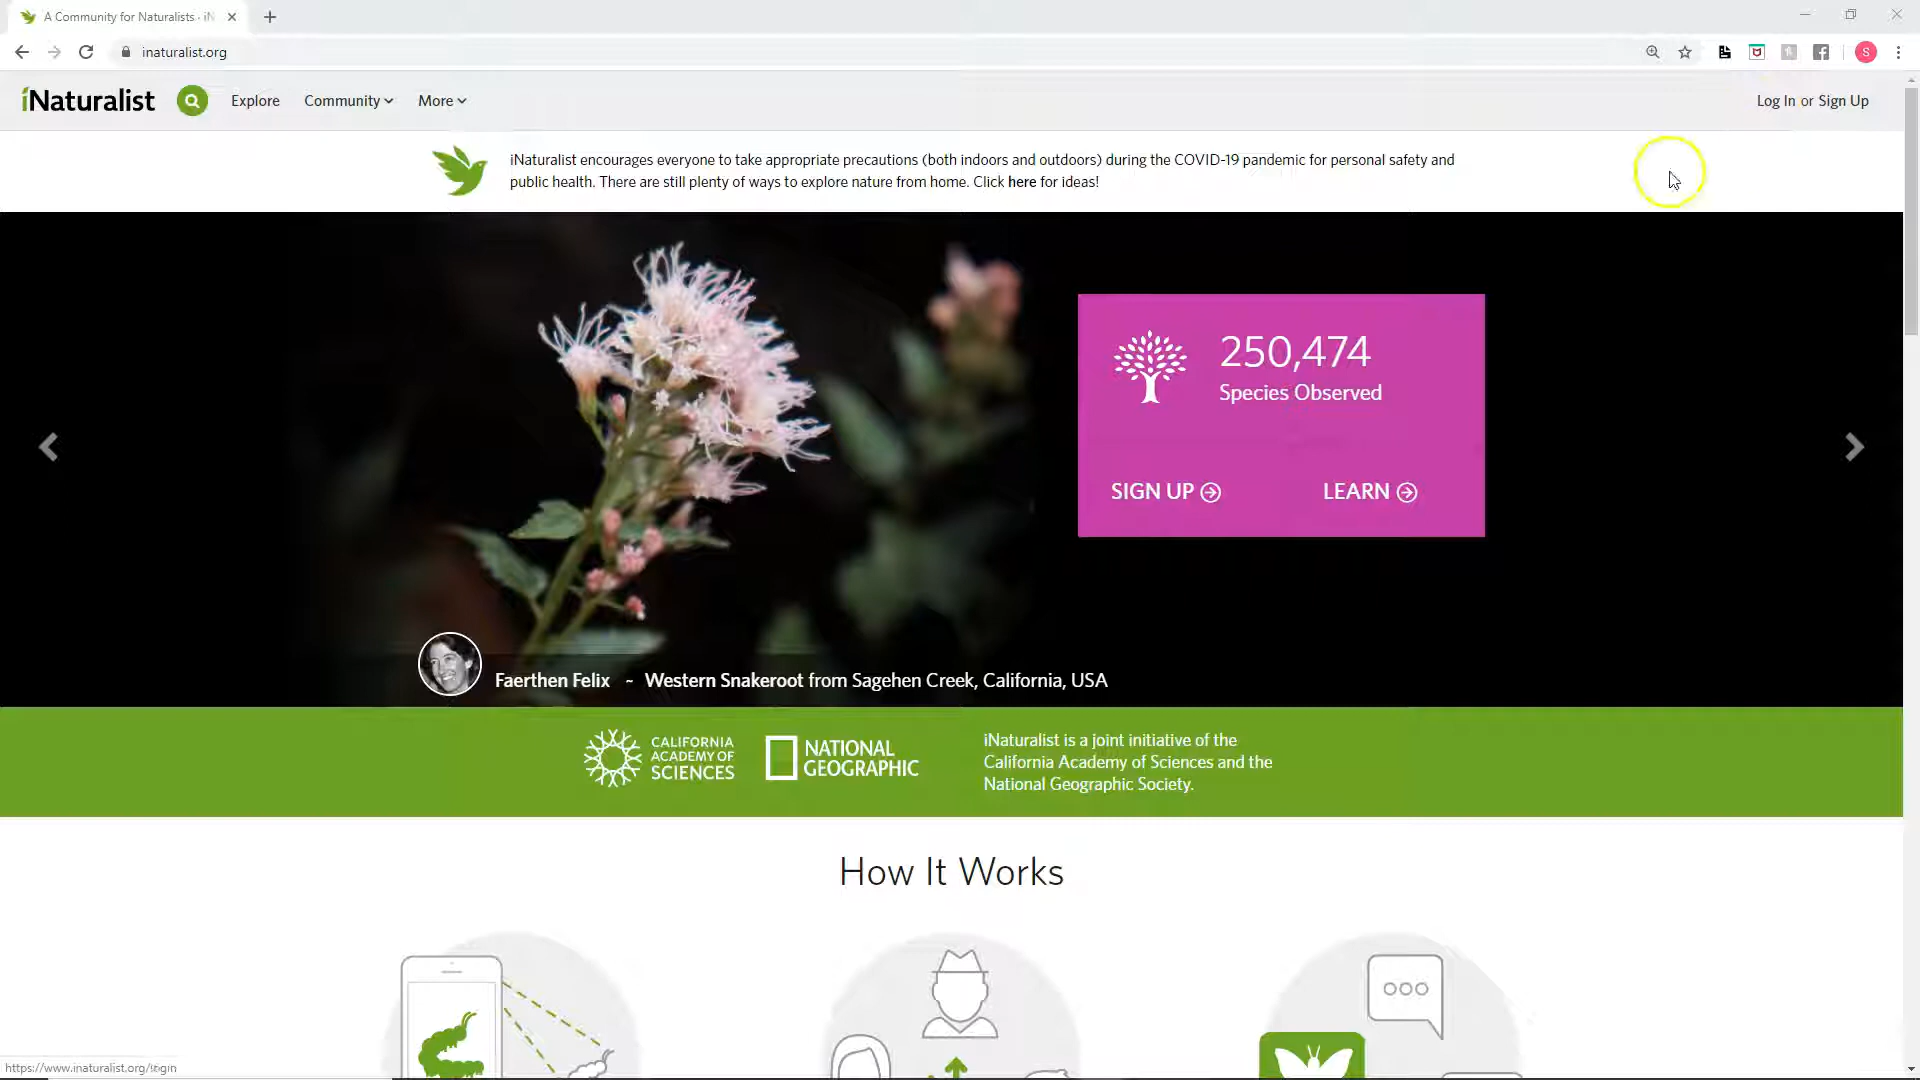 A Community for Naturalists · iN
inaturalist.org
S
iNaturalist
Explore
Community
More
Log In or Sign Up
iNaturalist encourages everyone to take appropriate precautions (both indoors and outdoors) during the COVID-19 pandemic for personal safety and
public health. There are still plenty of ways to explore nature from home. Click here for ideas!
250,474
Species Observed
SIGN UP
LEARN
Faerthen Felix ~ Western Snakeroot from Sagehen Creek, California, USA
CALIFORNIA
ACADEMY OF
SCIENCES
NATIONAL
GEOGRAPHIC
iNaturalist is a joint initiative of the
California Academy of Sciences and the
National Geographic Society.
How It Works
https://www.inaturalist.org/login